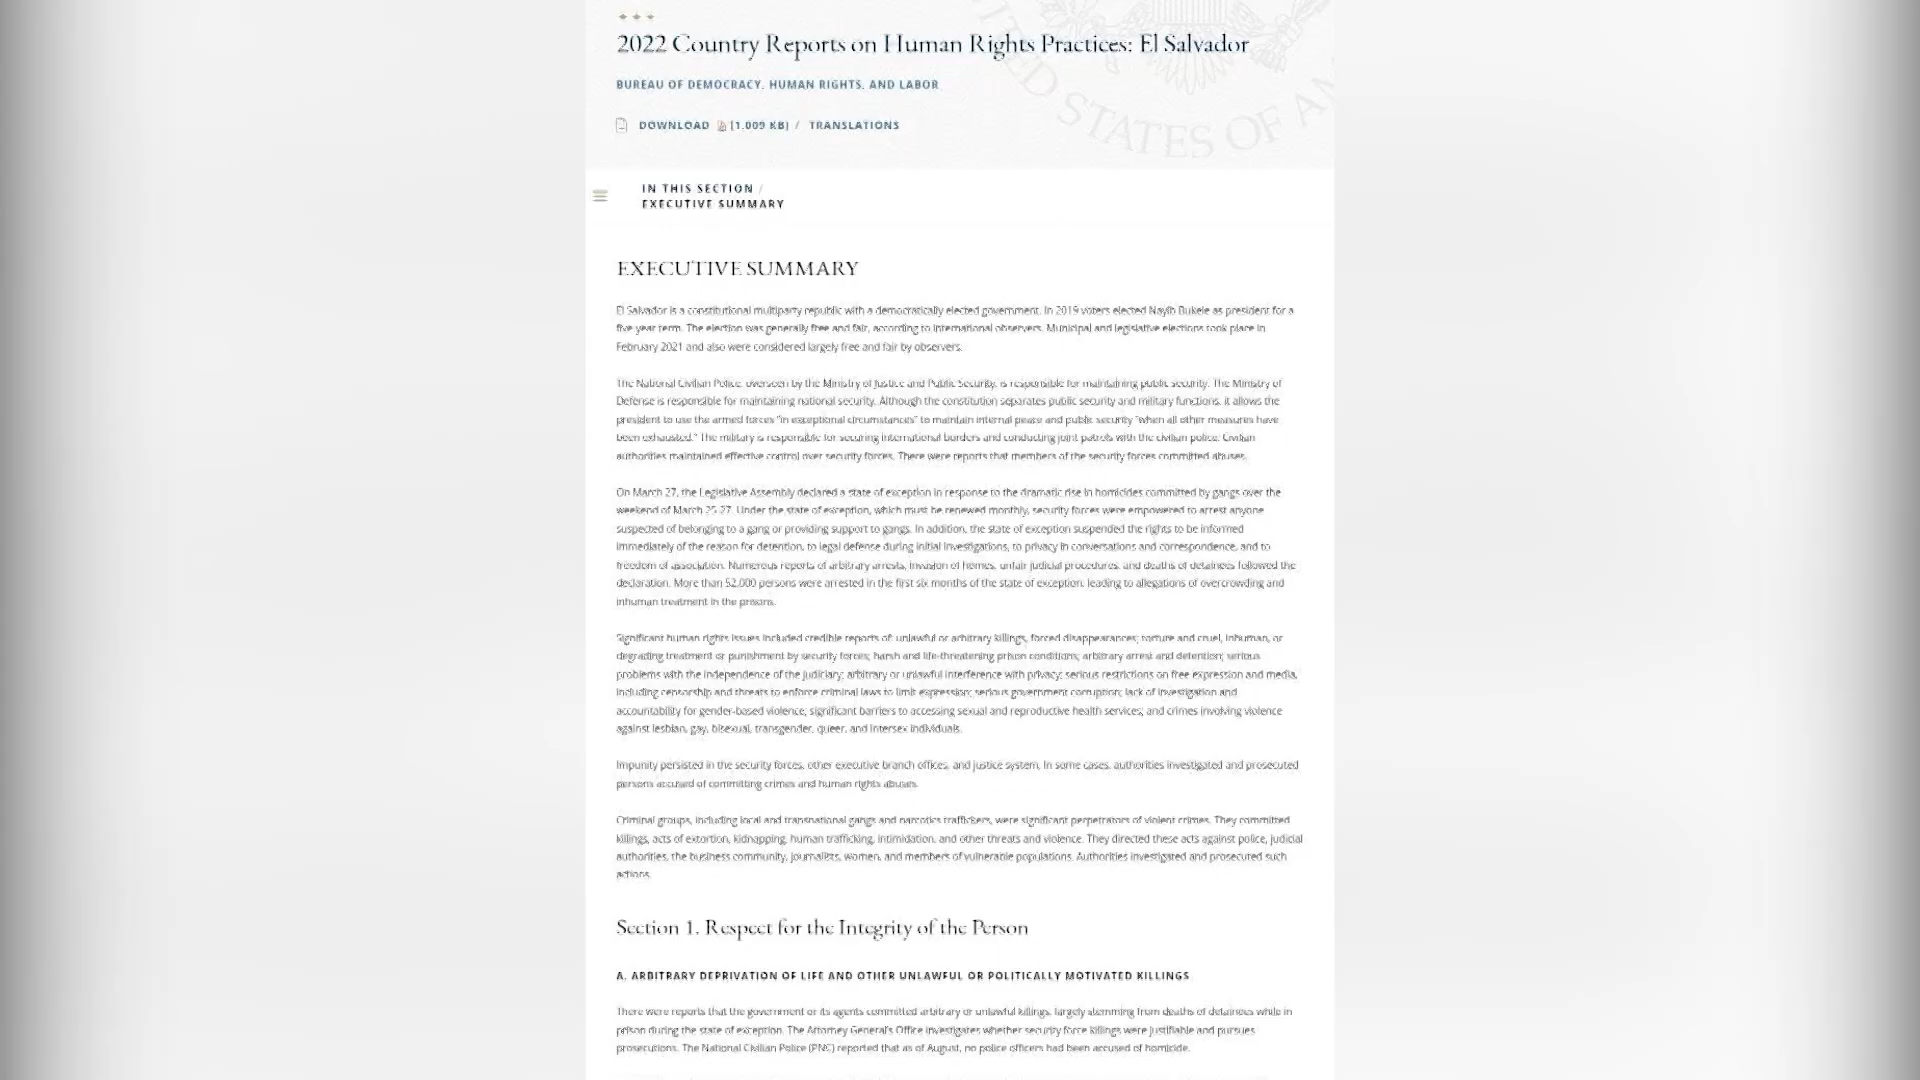 2022 Country Reports on Human Rights Practices: El Salvador
BUREAU OF DEMOCRACY, HUMAN RIGHTS, AND LABOR
DOWNLOAD [1,009 KB] / TRANSLATIONS
STATES OF
IN THIS SECTION /
EXECUTIVE SUMMARY
EXECUTIVE SUMMARY
El Salvador is a constitutional multiparty republic with a democratically elected government. In 2019 voters elected Nayib Bukele as president for a
five year term. The election was generally free and fair, according to international observers. Municipal and legislative elections took place in
February 2021 and also were considered largely free and fair by observers.
The National Civilian Police, overseen by the Ministry of Justice and Public Security, is responsible for maintaining public security. The Ministry of
Defense is responsible for maintaining national security. Although the constitution separates public security and military functions, it allows the
president to use the armed forces "in exceptional circumstances" to maintain internal peace and public security "when all other measures have
been exhausted." The military is responsible for securing international borders and conducting joint patrols with the civilian police. Civilian
authorities maintained effective control over security forces. There were reports that members of the security forces committed abuses.
On March 27, the Legislative Assembly declared a state of exception in response to the dramatic rise in homicides committed by gangs over the
weekend of March 25-27. Under the state of exception, which must be renewed monthly, security forces were empowered to arrest anyone
suspected of belonging to a gang or providing support to gangs. In addition, the state of exception suspended the rights to be informed
immediately of the reason for detention, to legal defense during initial investigations, to privacy in conversations and correspondence, and to
freedom of association. Numerous reports of arbitrary arrests, invasion of homes, unfair judicial procedures, and deaths of detainees followed the
declaration. More than 52,000 persons were arrested in the first six months of the state of exception, leading to allegations of overcrowding and
inhuman treatment in the prisons.
Significant human rights issues included credible reports of: unlawful or arbitrary killings, forced disappearances; torture and cruel, inhuman, or
degrading treatment or punishment by security forces; harsh and life-threatening prison conditions; arbitrary arrest and detention; serious
problems with the independence of the judiciary; arbitrary or unlawful interference with privacy; serious restrictions on free expression and media,
including censorship and threats to enforce criminal laws to limit expression; serious government corruption; lack of investigation and
accountability for gender-based violence; significant barriers to accessing sexual and reproductive health services; and crimes involving violence
against lesbian, gay, bisexual, transgender, queer, and intersex individuals.
Impunity persisted in the security forces, other executive branch offices, and justice system. In some cases, authorities investigated and prosecuted
persons accused of committing crimes and human rights abuses.
Criminal groups, including local and transnational gangs and narcotics traffickers, were significant perpetrators of violent crimes. They committed
killings, acts of extortion, kidnapping, human trafficking, intimidation, and other threats and violence. They directed these acts against police, judicial
authorities, the business community, journalists, women, and members of vulnerable populations. Authorities investigated and prosecuted such
actions.
Section 1. Respect for the Integrity of the Person
A. ARBITRARY DEPRIVATION OF LIFE AND OTHER UNLAWFUL OR POLITICALLY MOTIVATED KILLINGS
There were reports that the government or its agents committed arbitrary or unlawful killings, largely stemming from deaths of detainees while in
prison during the state of exception. The Attorney General's Office investigates whether security force killings were justifiable and pursues
prosecutions. The National Civilian Police (PNC) reported that as of August, no police officers had been accused of homicide.